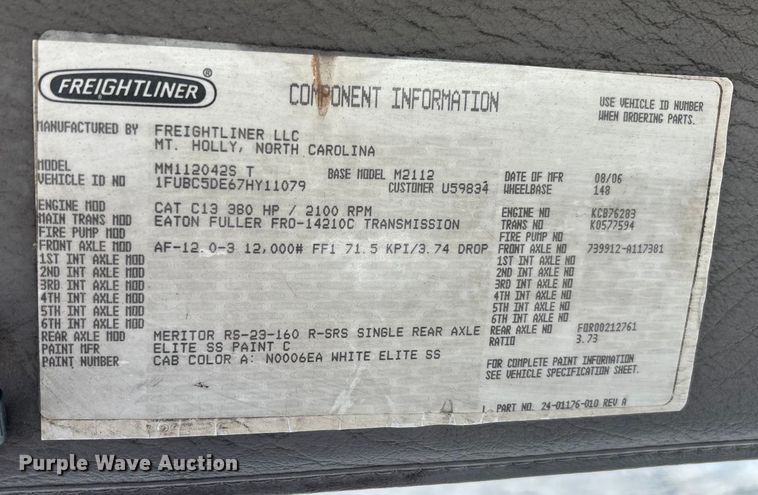 FREIGHTLINER ®
COMPONENT INFORMATION
USE VEHICLE ID NUMBER
WHEN ORDERING PARTS.
MANUFACTURED BY FREIGHTLINER LLC
MT. HOLLY, NORTH CAROLINA
MODEL MM112042S T BASE MODEL M2112 DATE OF MFR 08/06
VEHICLE ID NO 1FUBC5DE67HY11079 CUSTOMER U59834 WHEELBASE 148
ENGINE MOD CAT C13 380 HP / 2100 RPM ENGINE NO KCB76283
MAIN TRANS MOD EATON FULLER FRO-14210C TRANSMISSION TRANS NO K0577594
FIRE PUMP MOD FIRE PUMP NO
FRONT AXLE MOD AF-12.0-3 12,000# FF1 71.5 KPI/3.74 DROP FRONT AXLE NO 739912-A117381
1ST INT AXLE MOD 1ST INT AXLE NO
2ND INT AXLE MOD 2ND INT AXLE NO
3RD INT AXLE MOD 3RD INT AXLE NO
4TH INT AXLE MOD 4TH INT AXLE NO
5TH INT AXLE MOD 5TH INT AXLE NO
6TH INT AXLE MOD 6TH INT AXLE NO
REAR AXLE MOD MERITOR RS-23-160 R-SRS SINGLE REAR AXLE REAR AXLE NO FOR00212761
PAINT MFR ELITE SS PAINT C RATIO 3.73
PAINT NUMBER CAB COLOR A: N0006EA WHITE ELITE SS
FOR COMPLETE PAINT INFORMATION
SEE VEHICLE SPECIFICATION SHEET.
PART NO. 24-01176-010 REV A
Purple Wave Auction